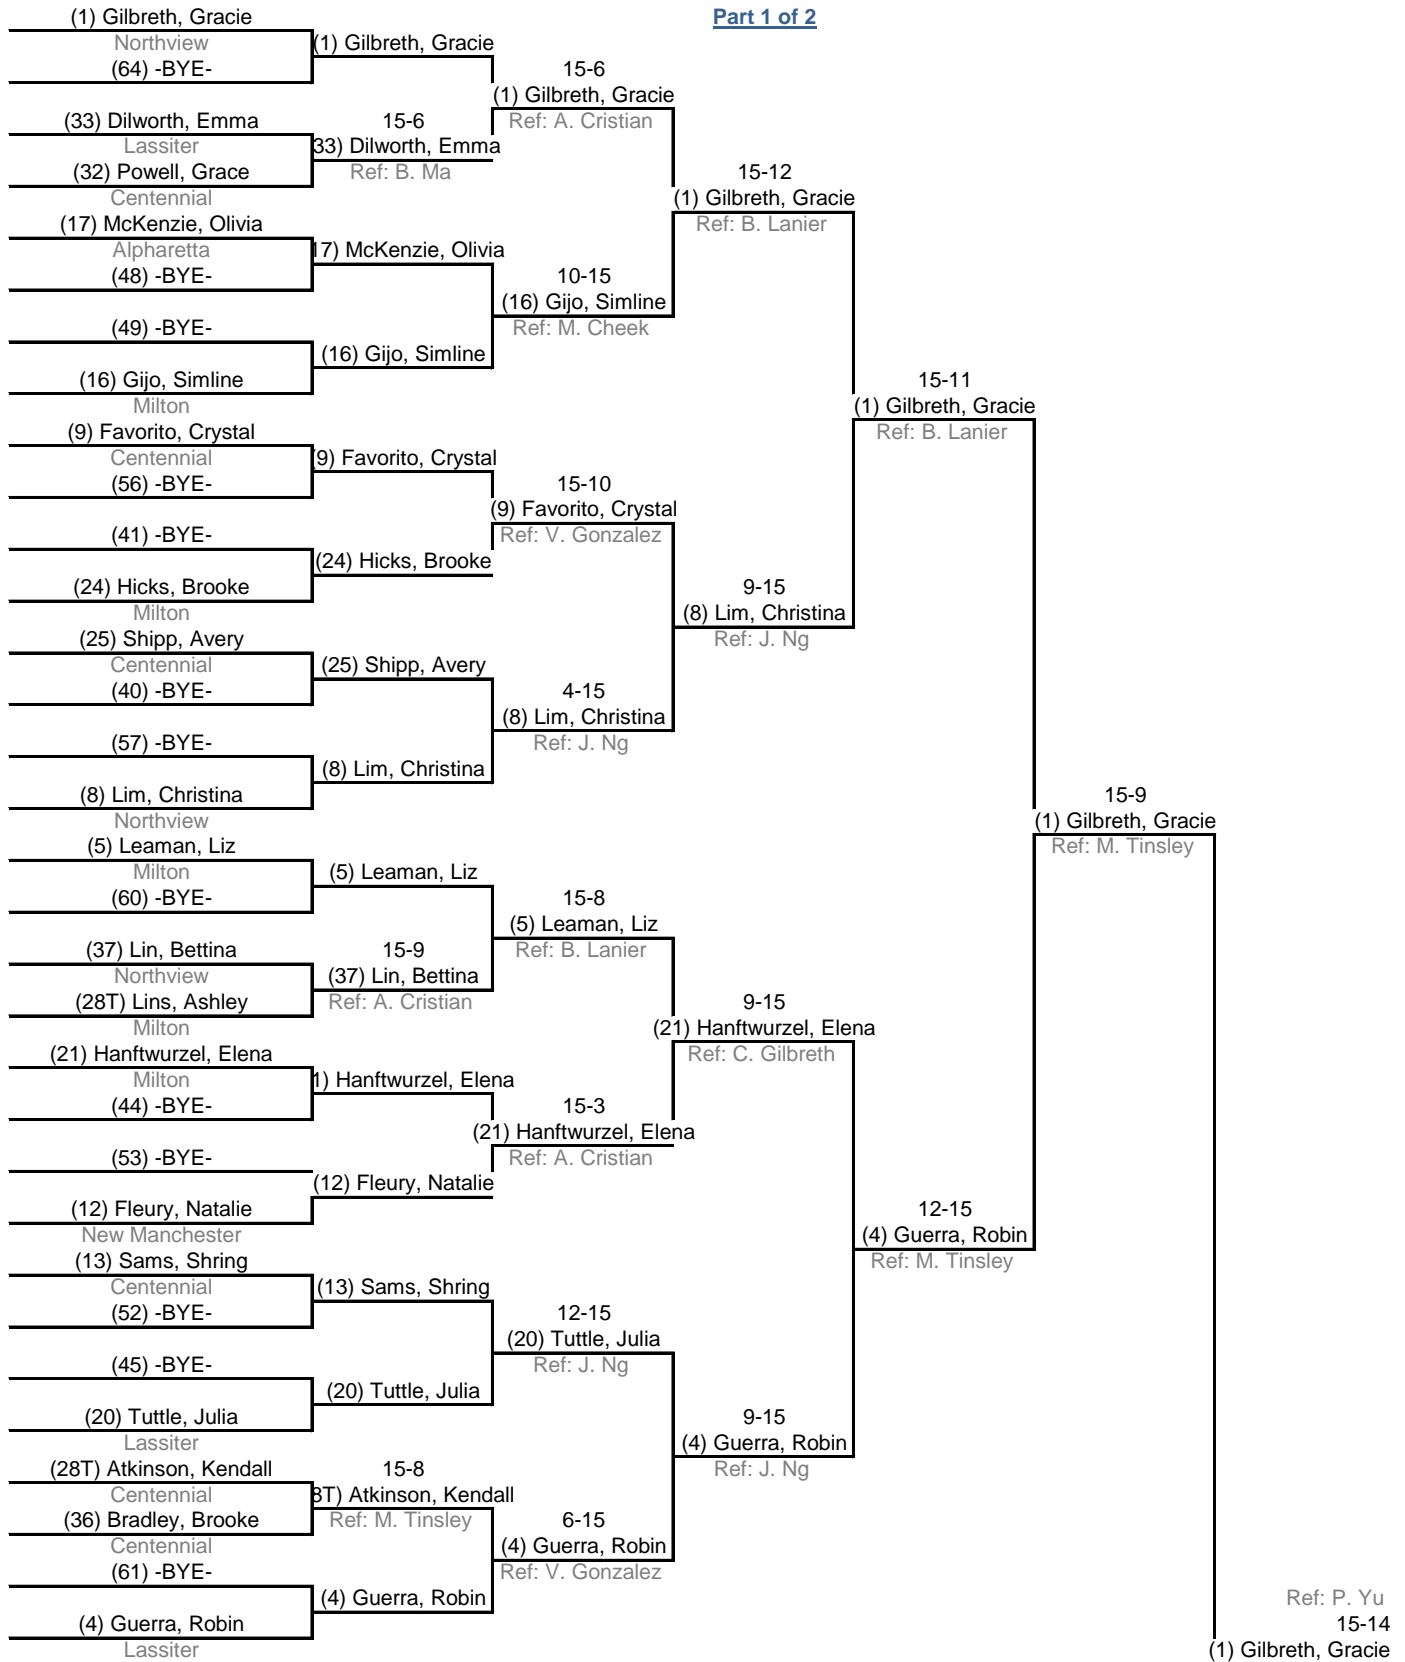 Part 1 of 2
(1) Gilbreth, Gracie
Northview
(64) -BYE-
(33) Dilworth, Emma
Lassiter
(32) Powell, Grace
Centennial
(17) McKenzie, Olivia
Alpharetta
(48) -BYE-
(49) -BYE-
(16) Gijo, Simline
Milton
(9) Favorito, Crystal
Centennial
(56) -BYE-
(41) -BYE-
(24) Hicks, Brooke
Milton
(25) Shipp, Avery
Centennial
(40) -BYE-
(57) -BYE-
(8) Lim, Christina
Northview
(5) Leaman, Liz
Milton
(60) -BYE-
(37) Lin, Bettina
Northview
(28T) Lins, Ashley
Milton
(21) Hanftwurzel, Elena
Milton
(44) -BYE-
(53) -BYE-
(12) Fleury, Natalie
New Manchester
(13) Sams, Shring
Centennial
(52) -BYE-
(45) -BYE-
(20) Tuttle, Julia
Lassiter
(28T) Atkinson, Kendall
Centennial
(36) Bradley, Brooke
Centennial
(61) -BYE-
(4) Guerra, Robin
Lassiter
(1) Gilbreth, Gracie
15-6
33) Dilworth, Emma
Ref: B. Ma
17) McKenzie, Olivia
(16) Gijo, Simline
9) Favorito, Crystal
(24) Hicks, Brooke
(25) Shipp, Avery
(8) Lim, Christina
(5) Leaman, Liz
15-9
(37) Lin, Bettina
Ref: A. Cristian
1) Hanftwurzel, Elena
(12) Fleury, Natalie
(13) Sams, Shring
(20) Tuttle, Julia
15-8
8T) Atkinson, Kendall
Ref: M. Tinsley
(4) Guerra, Robin
15-6
(1) Gilbreth, Gracie
Ref: A. Cristian
10-15
(16) Gijo, Simline
Ref: M. Cheek
15-10
(9) Favorito, Crystal
Ref: V. Gonzalez
4-15
(8) Lim, Christina
Ref: J. Ng
15-8
(5) Leaman, Liz
Ref: B. Lanier
15-3
(21) Hanftwurzel, Elena
Ref: A. Cristian
12-15
(20) Tuttle, Julia
Ref: J. Ng
6-15
(4) Guerra, Robin
Ref: V. Gonzalez
15-12
(1) Gilbreth, Gracie
Ref: B. Lanier
9-15
(8) Lim, Christina
Ref: J. Ng
9-15
(21) Hanftwurzel, Elena
Ref: C. Gilbreth
9-15
(4) Guerra, Robin
Ref: J. Ng
15-11
(1) Gilbreth, Gracie
Ref: B. Lanier
12-15
(4) Guerra, Robin
Ref: M. Tinsley
15-9
(1) Gilbreth, Gracie
Ref: M. Tinsley
Ref: P. Yu
15-14
(1) Gilbreth, Gracie